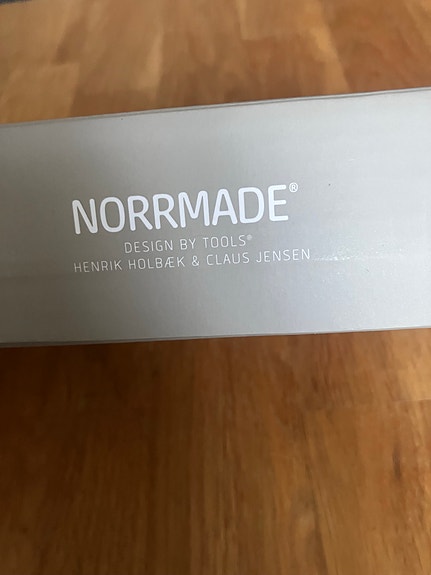 NORRMADE®
DESIGN BY TOOLS®
HENRIK HOLBÆK & CLAUS JENSEN